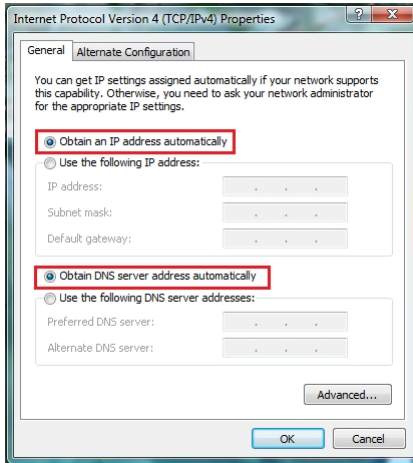 Internet Protocol Version 4 (TCP/IPv4) Properties
General
Alternate Configuration
You can get IP settings assigned automatically if your network supports
this capability. Otherwise, you need to ask your network administrator
for the appropriate IP settings.
Obtain an IP address automatically
Use the following IP address:
IP address:
Subnet mask:
Default gateway:
Obtain DNS server address automatically
Use the following DNS server addresses:
Preferred DNS server:
Alternate DNS server:
Advanced...
OK
Cancel